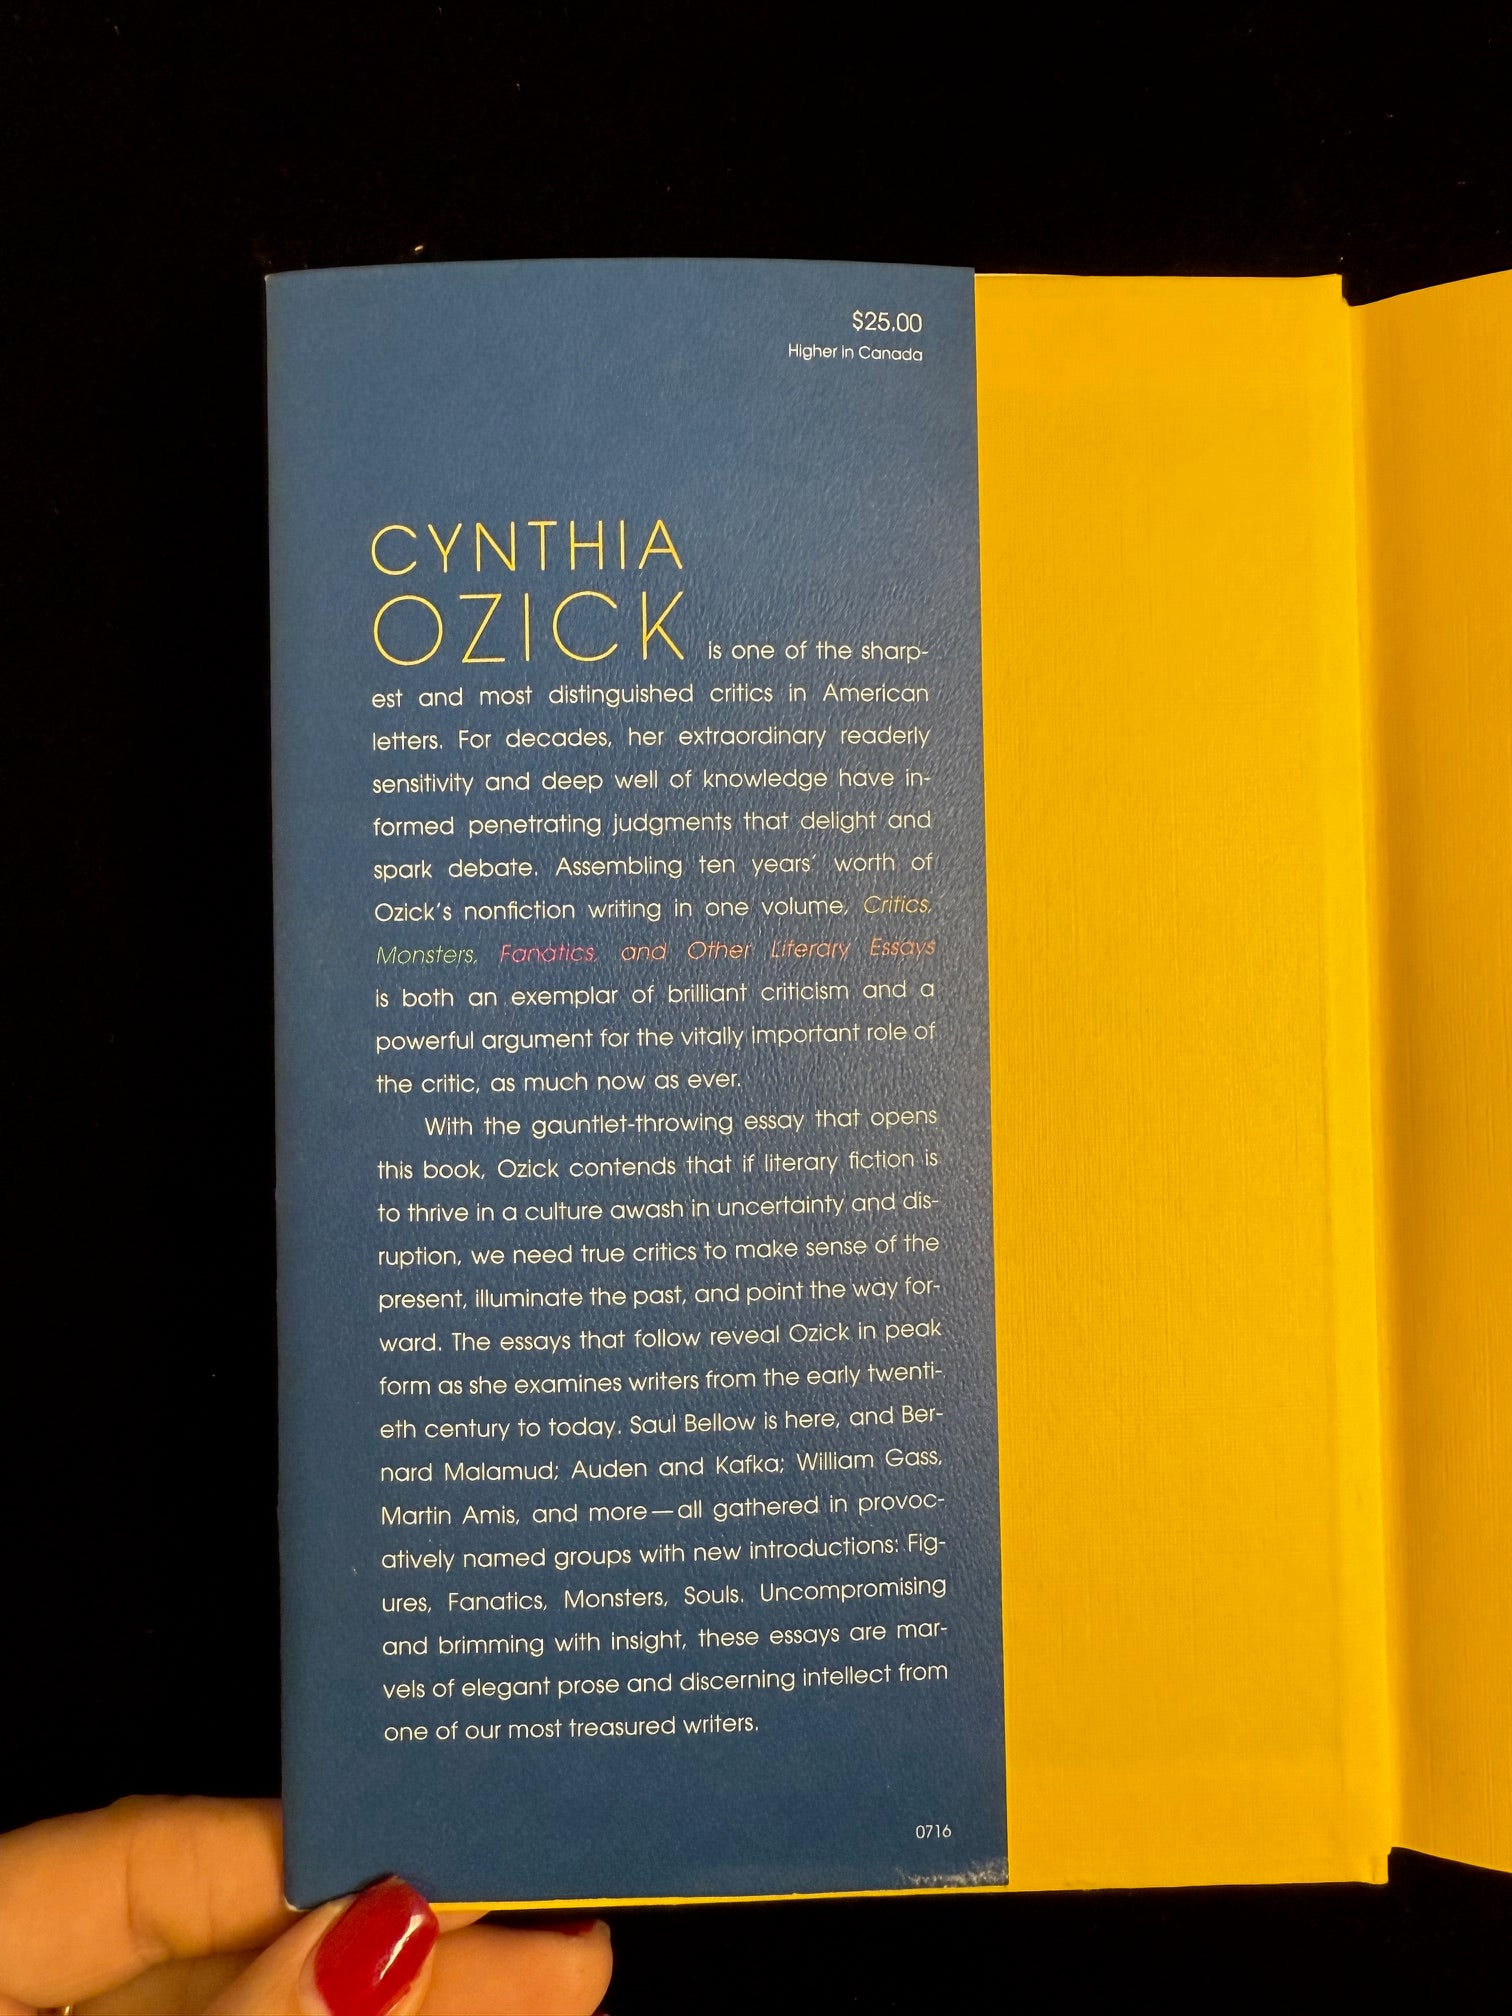 $25.00
Higher in Canada
CYNTHIA
OZICK is one of the sharp-
est and most distinguished critics in American
letters. For decades, her extraordinary readerly
sensitivity and deep well of knowledge have in-
formed penetrating judgments that delight and
spark debate. Assembling ten years' worth of
Ozick's nonfiction writing in one volume, Critics,
Monsters, Fanatics, and Other Literary Essays
is both an exemplar of brilliant criticism and a
powerful argument for the vitally important role of
the critic, as much now as ever.
With the gauntlet-throwing essay that opens
this book, Ozick contends that if literary fiction is
to thrive in a culture awash in uncertainty and dis-
ruption, we need true critics to make sense of the
present, illuminate the past, and point the way for-
ward. The essays that follow reveal Ozick in peak
form as she examines writers from the early twenti-
eth century to today. Saul Bellow is here, and Ber-
nard Malamud; Auden and Kafka; William Gass,
Martin Amis, and more—all gathered in provoc-
atively named groups with new introductions: Fig-
ures, Fanatics, Monsters, Souls. Uncompromising
and brimming with insight, these essays are mar-
vels of elegant prose and discerning intellect from
one of our most treasured writers.
0716